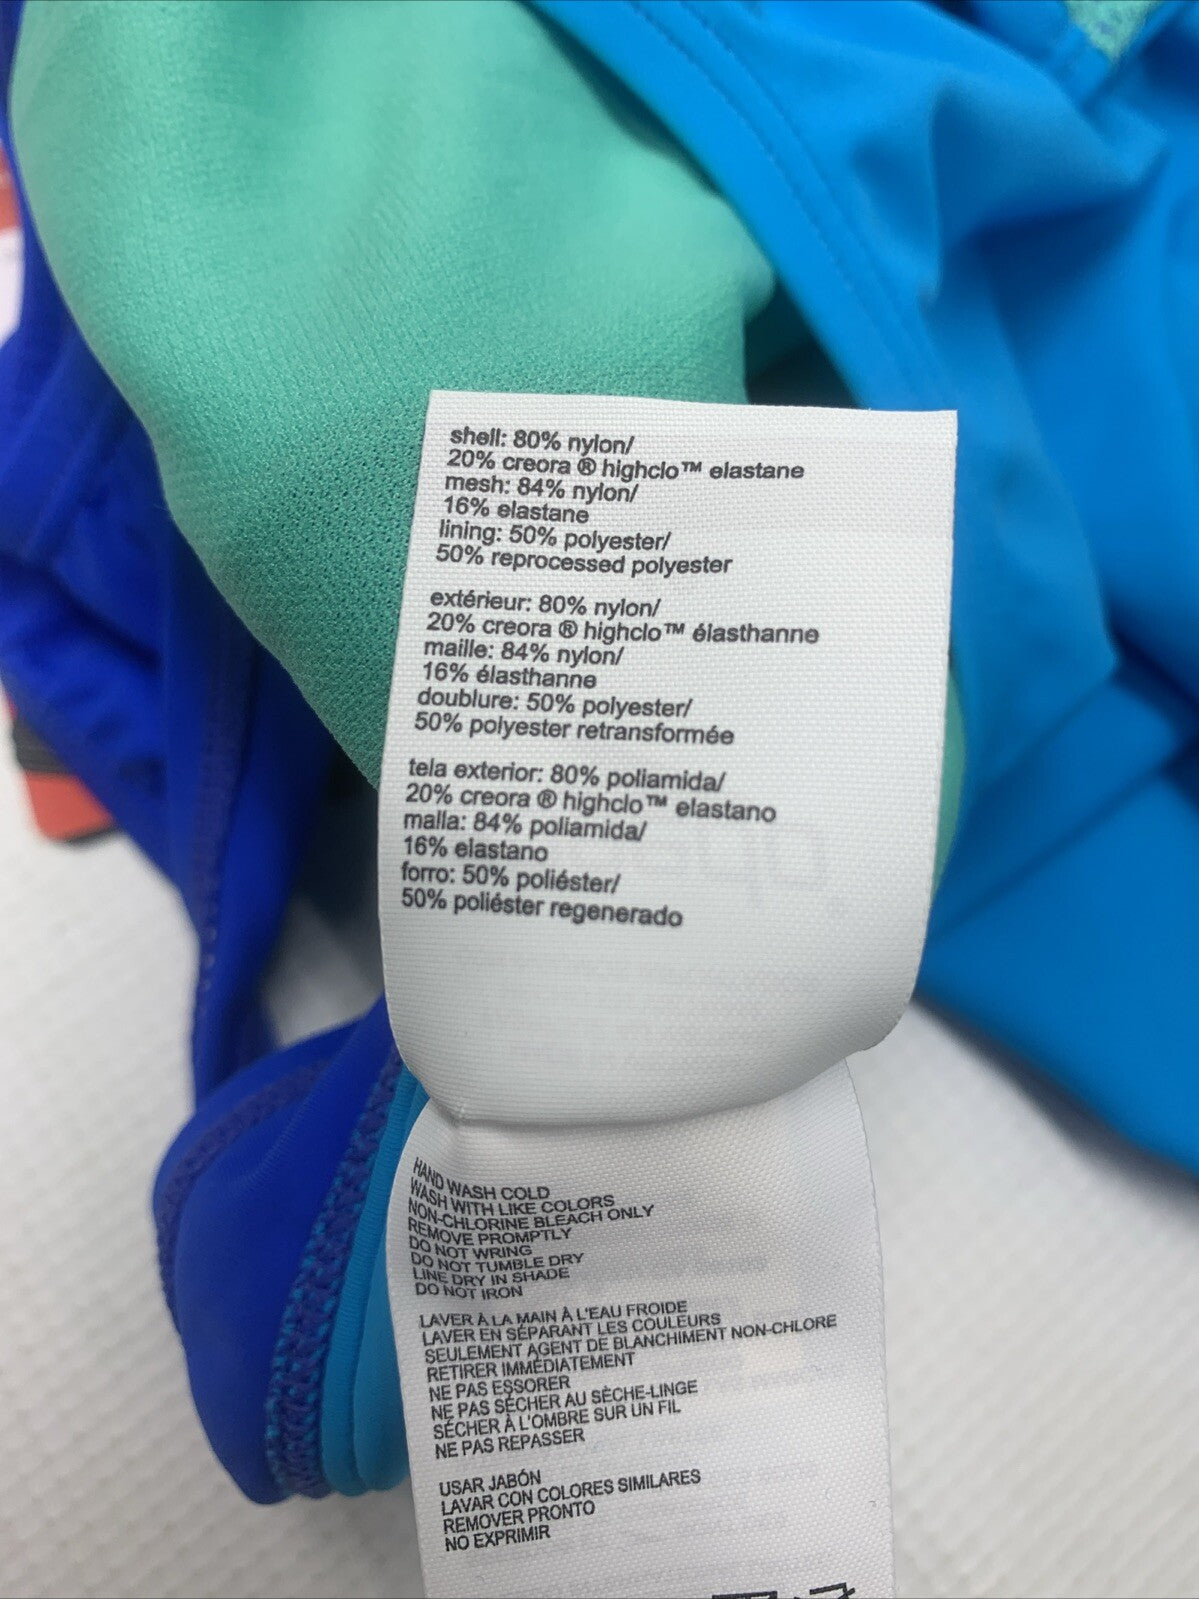 shell: 80% nylon/
20% creora ® highclo™ elastane
mesh: 84% nylon/
16% elastane
lining: 50% polyester/
50% reprocessed polyester
extérieur: 80% nylon/
20% creora ® highclo™ élasthanne
maille: 84% nylon/
16% élasthanne
doublure: 50% polyester/
50% polyester retransformée
tela exterior: 80% poliamida/
20% creora ® highclo™ elastano
malla: 84% poliamida/
16% elastano
forro: 50% poliéster/
50% poliéster regenerado
HAND WASH COLD
WASH WITH LIKE COLORS
NON-CHLORINE BLEACH ONLY
REMOVE PROMPTLY
DO NOT WRING
DO NOT TUMBLE DRY
LINE DRY IN SHADE
DO NOT IRON
LAVER À LA MAIN À L'EAU FROIDE
LAVER EN SÉPARANT LES COULEURS
SEULEMENT AGENT DE BLANCHIMENT NON-CHLORE
RETIRER IMMÉDIATEMENT
NE PAS ESSORER
NE PAS SÉCHER AU SÈCHE-LINGE
SÉCHER À L'OMBRE SUR UN FIL
NE PAS REPASSER
USAR JABÓN
LAVAR CON COLORES SIMILARES
REMOVER PRONTO
NO EXPRIMIR